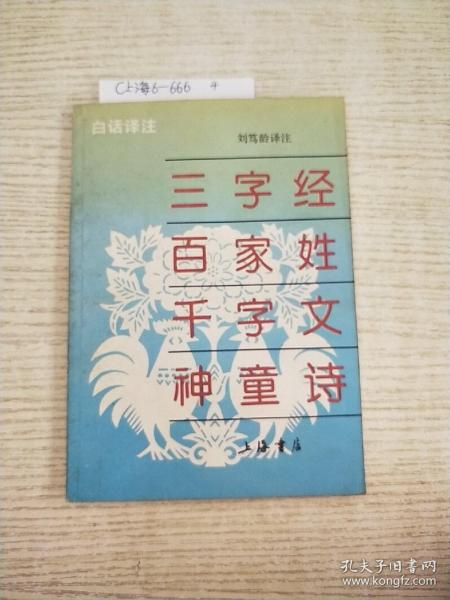 C上海6-666 4
白话译注
刘笃龄译注
三字经
百家姓
千字文
神童诗
上海书店
孔夫子旧书网
www.kongfz.com